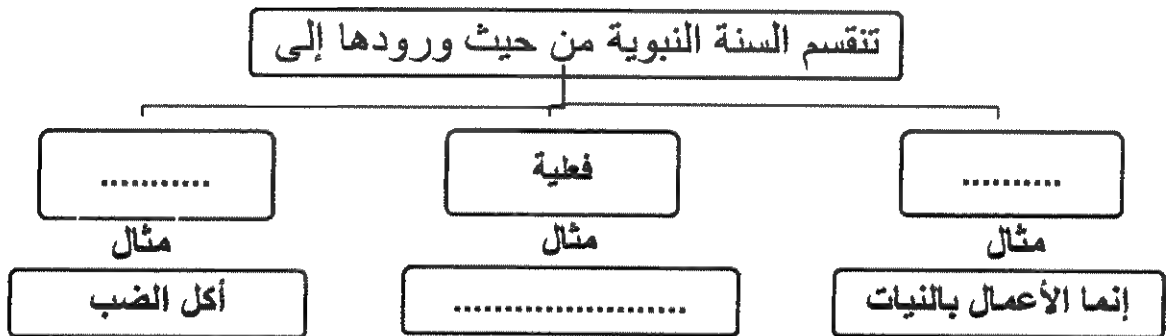 تنقسم السنة النبوية من حيث ورودها إلى
.......... فعلية ...........
مثال مثال مثال
إنما الأعمال بالنيات ........................ أكل الضب